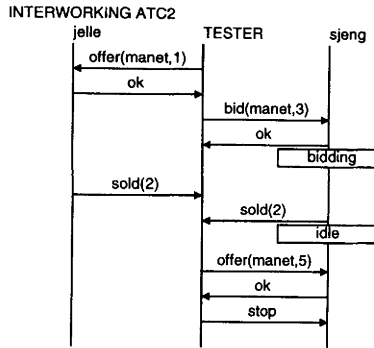 INTERWORKING ATC2
jelle TESTER sjeng
offer(manet,1)
ok
bid(manet,3)
ok
bidding
sold(2)
sold(2)
idle
offer(manet,5)
ok
stop